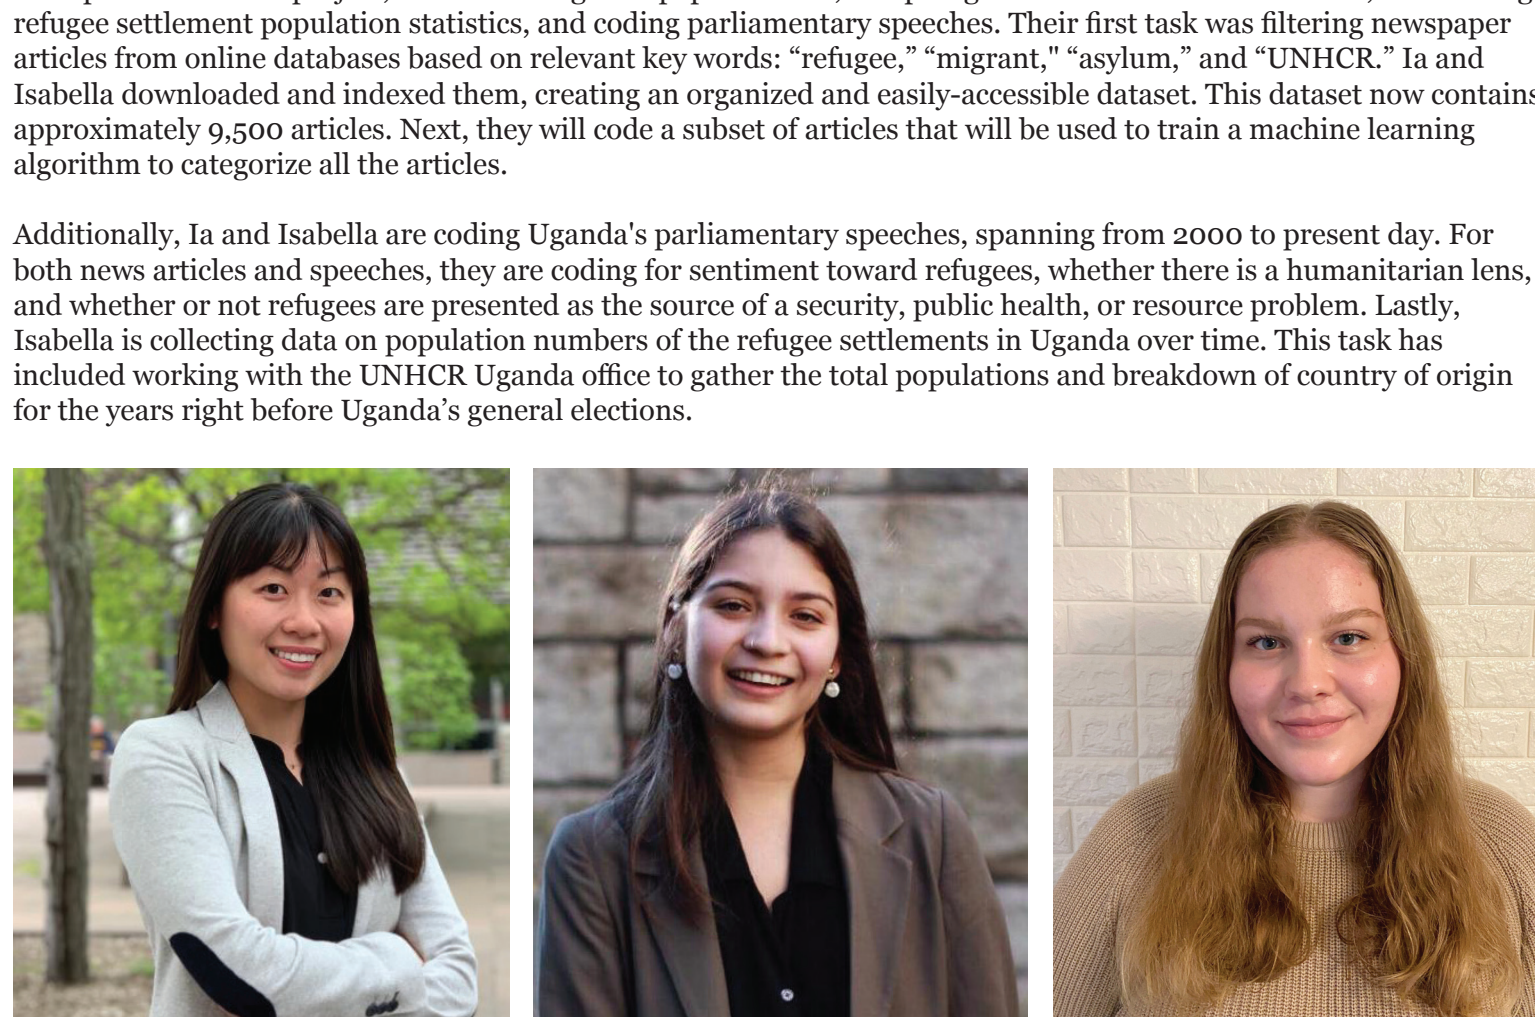 refugee settlement population statistics, and coding parliamentary speeches. Their first task was filtering newspaper
articles from online databases based on relevant key words: “refugee,” “migrant," “asylum,” and “UNHCR.” Ia and
Isabella downloaded and indexed them, creating an organized and easily-accessible dataset. This dataset now contains
approximately 9,500 articles. Next, they will code a subset of articles that will be used to train a machine learning
algorithm to categorize all the articles.
Additionally, Ia and Isabella are coding Uganda's parliamentary speeches, spanning from 2000 to present day. For
both news articles and speeches, they are coding for sentiment toward refugees, whether there is a humanitarian lens,
and whether or not refugees are presented as the source of a security, public health, or resource problem. Lastly,
Isabella is collecting data on population numbers of the refugee settlements in Uganda over time. This task has
included working with the UNHCR Uganda office to gather the total populations and breakdown of country of origin
for the years right before Uganda’s general elections.